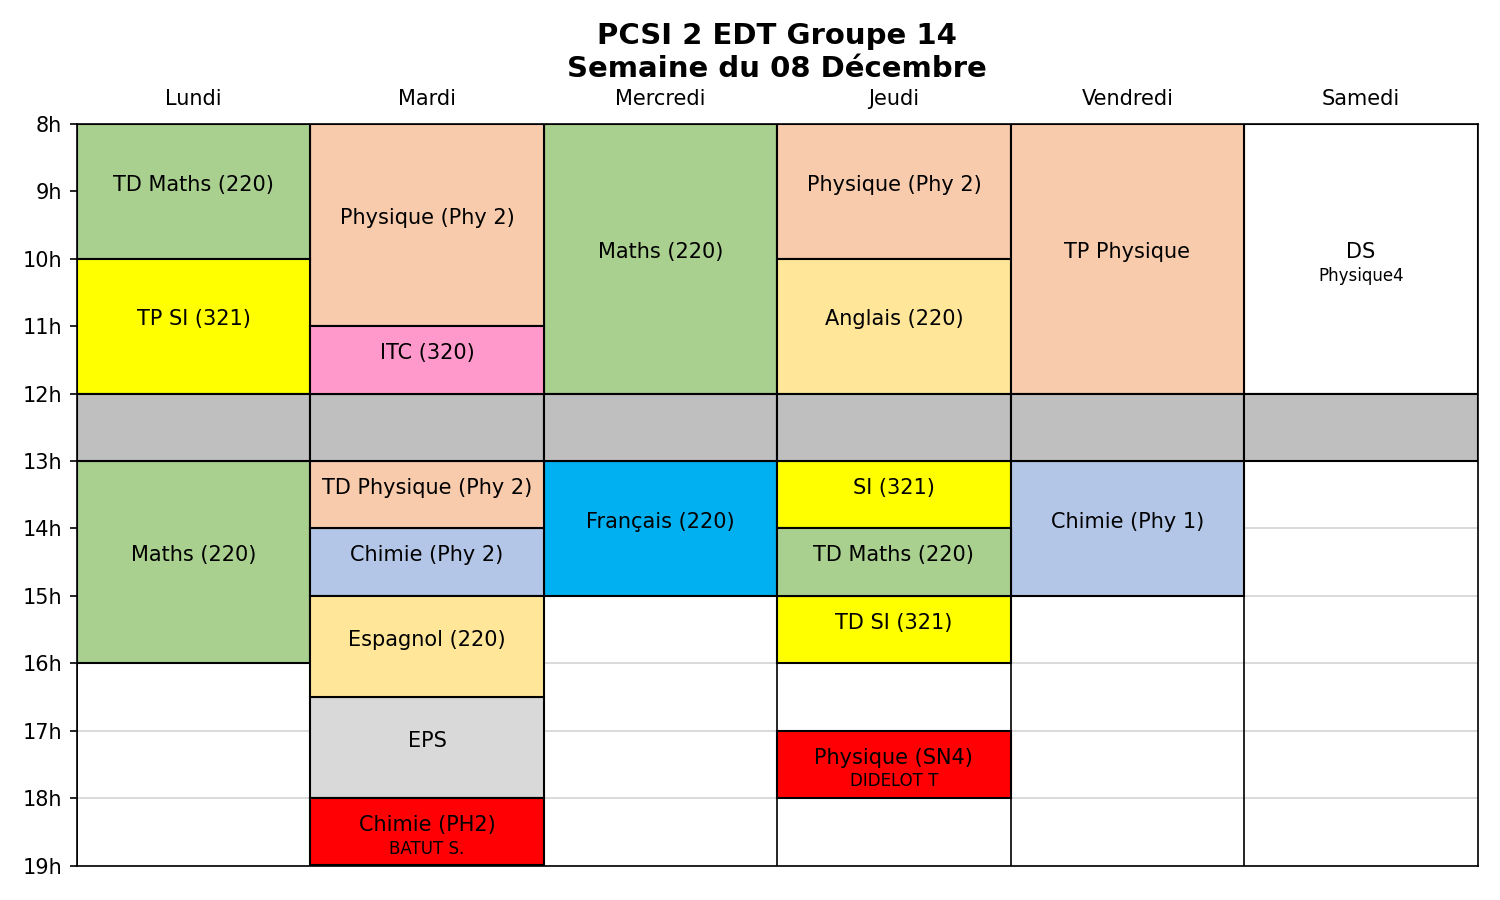 PCSI 2 EDT Groupe 14
Semaine du 08 Décembre
Lundi Mardi Mercredi Jeudi Vendredi Samedi
8h
9h
10h
11h
12h
13h
14h
15h
16h
17h
18h
19h
TD Maths (220)
TP SI (321)
Maths (220)
Physique (Phy 2)
ITC (320)
TD Physique (Phy 2)
Chimie (Phy 2)
Espagnol (220)
EPS
Chimie (PH2)
BATUT S.
Maths (220)
Français (220)
Physique (Phy 2)
Anglais (220)
SI (321)
TD Maths (220)
TD SI (321)
Physique (SN4)
DIDELOT T
TP Physique
Chimie (Phy 1)
DS
Physique4